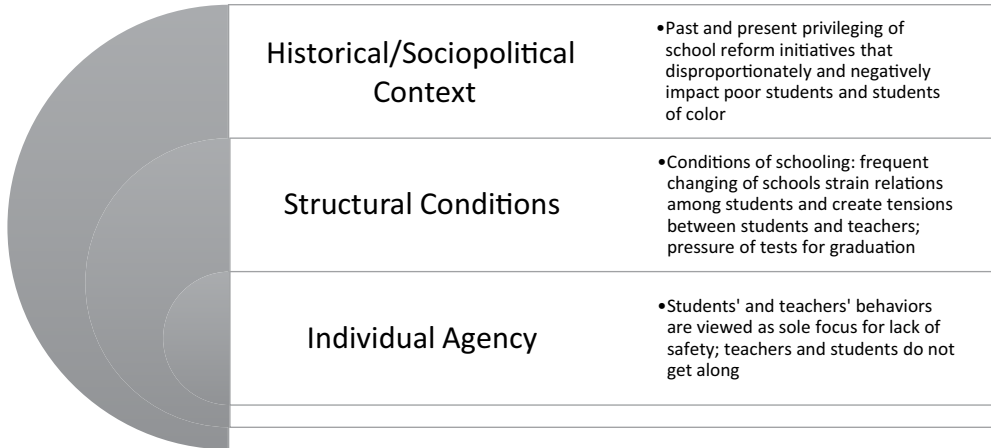 Historical/Sociopolitical
Context
•Past and present privileging of
school reform initiatives that
disproportionately and negatively
impact poor students and students
of color
Structural Conditions
•Conditions of schooling: frequent
changing of schools strain relations
among students and create tensions
between students and teachers;
pressure of tests for graduation
Individual Agency
•Students' and teachers' behaviors
are viewed as sole focus for lack of
safety; teachers and students do not
get along